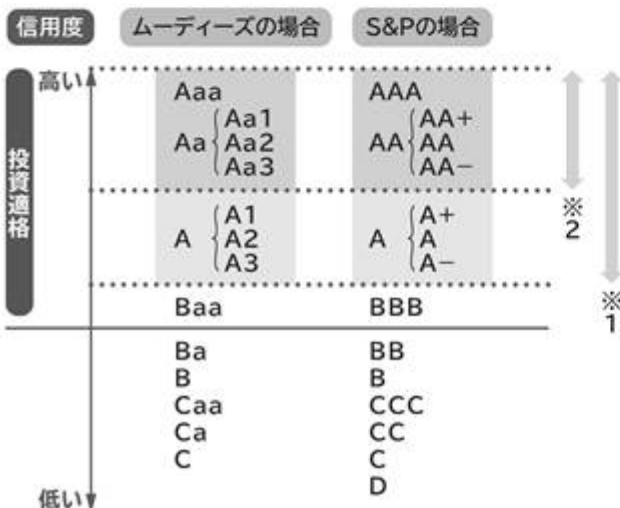 信用度 ムーディーズの場合 S&Pの場合
高い
投資適格
Aaa AAA
Aa { Aa1 AA { AA+
Aa2 AA
Aa3 AA−
A { A1 A { A+
A2 A
A3 A−
※2
※1
Baa BBB
Ba BB
B B
Caa CCC
Ca CC
C C
D
低い